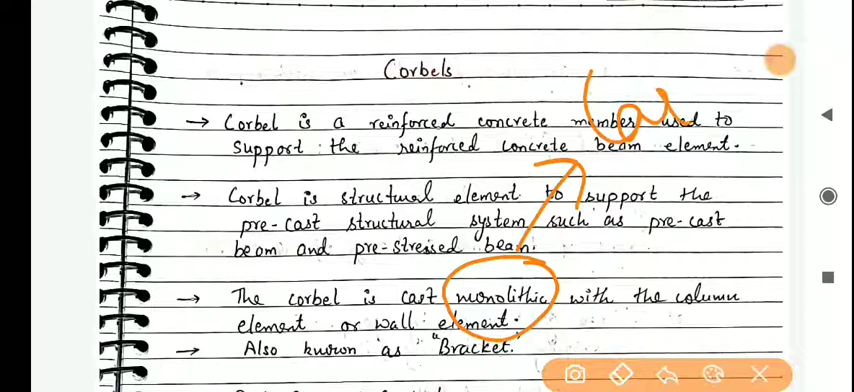 Corbels
→ Corbel is a reinforced concrete member used to
support the reinforced concrete beam element.
→ Corbel is structural element to support the
pre-cast structural system such as pre-cast
beam and pre-stressed beam.
→ The corbel is cast monolithic with the column
element or wall element.
→ Also known as "Bracket."